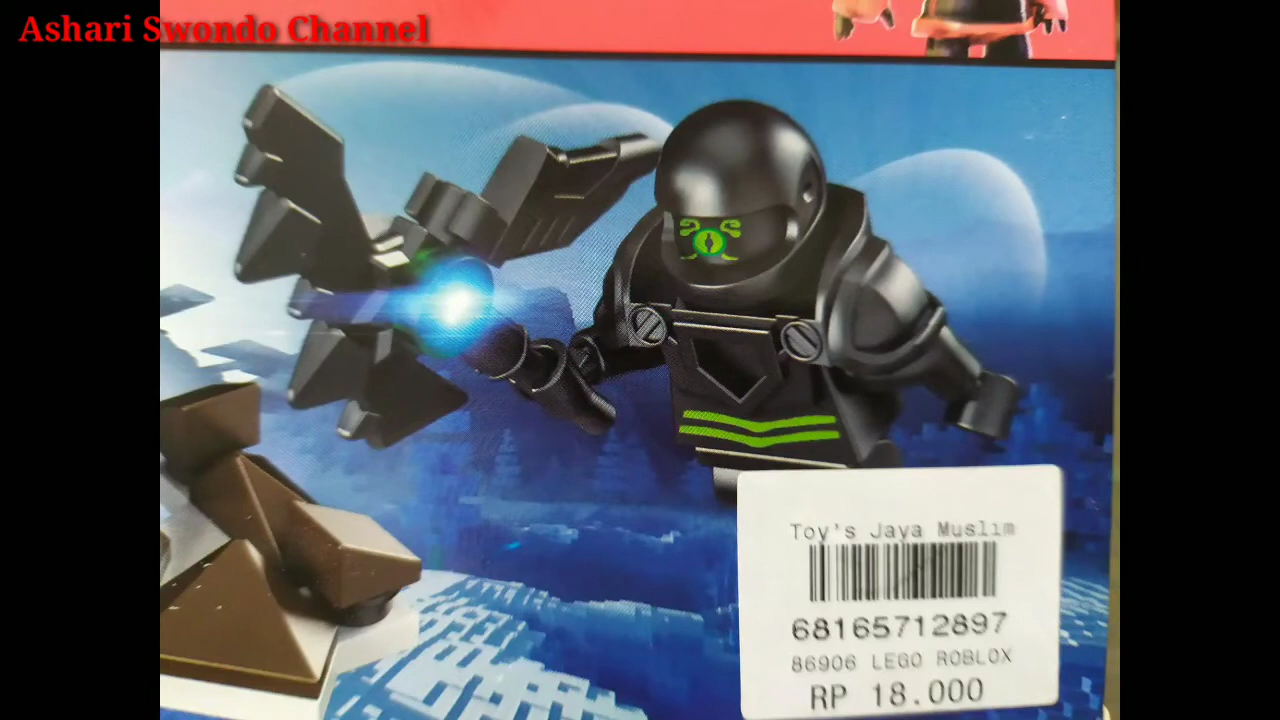 Ashari Swondo Channel
Toy's Jaya Muslim
68165712897
86906 LEGO ROBLOX
RP 18.000